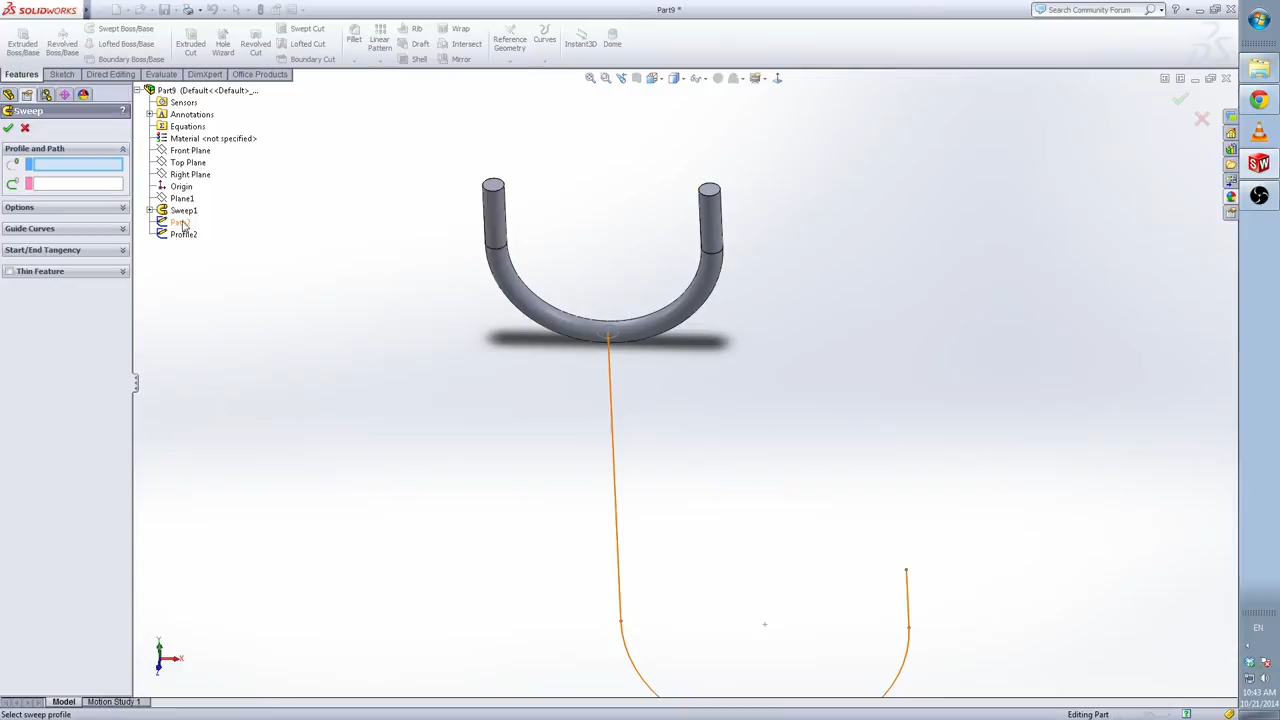 SOLIDWORKS
Part9 *
Search Community Forum
Extruded Boss/Base
Revolved Boss/Base
Swept Boss/Base
Lofted Boss/Base
Boundary Boss/Base
Extruded Cut
Hole Wizard
Revolved Cut
Swept Cut
Lofted Cut
Boundary Cut
Fillet
Linear Pattern
Rib
Draft
Shell
Wrap
Intersect
Mirror
Reference Geometry
Curves
Instant3D
Dome
Features
Sketch
Direct Editing
Evaluate
DimXpert
Office Products
Sweep
?
Profile and Path
Options
Guide Curves
Start/End Tangency
Thin Feature
Part9 (Default<<Default>_...
Sensors
Annotations
Equations
Material <not specified>
Front Plane
Top Plane
Right Plane
Origin
Plane1
Sweep1
Path2
Profile2
Y
X
Z
Model
Motion Study 1
Select sweep profile
Editing Part
EN
10:43 AM
10/21/2014